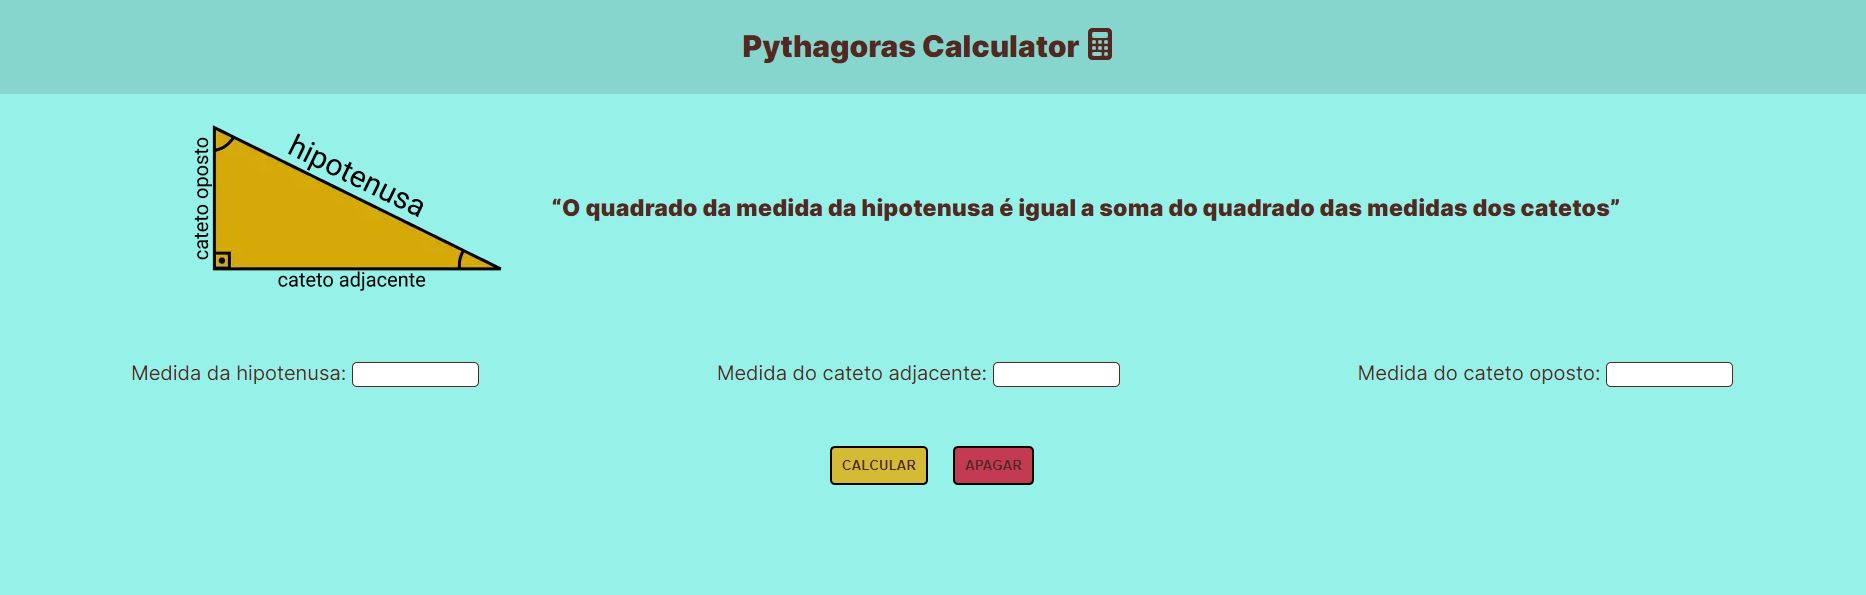 Pythagoras Calculator
cateto oposto
hipotenusa
cateto adjacente
“O quadrado da medida da hipotenusa é igual a soma do quadrado das medidas dos catetos”
Medida da hipotenusa:
Medida do cateto adjacente:
Medida do cateto oposto:
CALCULAR
APAGAR